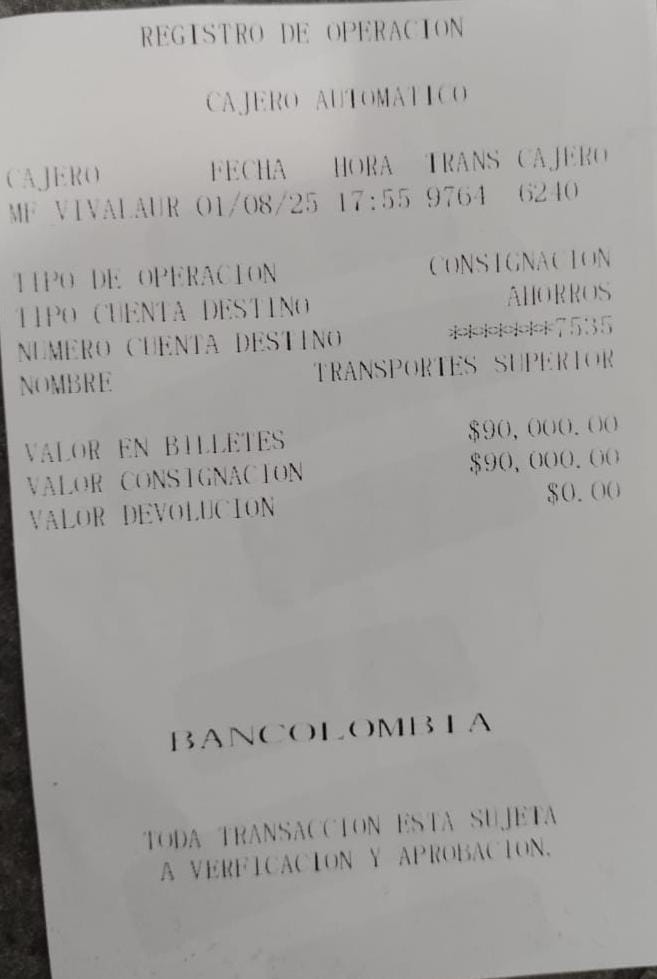 REGISTRO DE OPERACION
CAJERO AUTOMATICO
CAJERO FECHA HORA TRANS CAJERO
MF VIVALAUR 01/08/25 17:55 9764 6240
TIPO DE OPERACION CONSIGNACION
TIPO CUENTA DESTINO AHORROS
NUMERO CUENTA DESTINO *******7535
NOMBRE TRANSPORTES SUPERIOR
VALOR EN BILLETES $90,000.00
VALOR CONSIGNACION $90,000.00
VALOR DEVOLUCION $0.00
BANCOLOMBIA
TODA TRANSACCION ESTA SUJETA
A VERFICACION Y APROBACION.